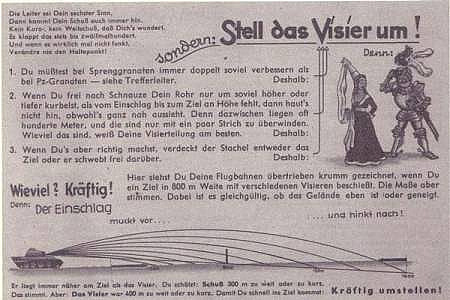 Die Leiter sei Dein sechster Sinn,
Dann kommt Dein Schuß auch immer hin.
Kein Kurz-, kein Weitschuß, daß Dich's wundert.
Es klappt das sieb bis zwölfmalhundert.
Und wenn es wirklich mal nicht funkt,
Verändre nie den Haltepunkt!
sondern: Stell das Visier um!
Denn:
1. Du müßtest bei Sprenggranaten immer doppelt soviel verbessern als
bei Pz-Granaten — siehe Trefferleiter. Deshalb:
2. Wenn Du frei nach Schnauze Dein Rohr nur um soviel höher oder
tiefer kurbelst, als vom Einschlag bis zum Ziel an Höhe fehlt, dann haut's
nicht hin, obwohl's ganz nah aussieht. Denn dazwischen liegen oft
hunderte Meter, und die sind nur mit ein paar Strich zu überwinden.
Wieviel das sind, weiß Deine Visierteilung am besten. Deshalb:
3. Wenn Du's aber richtig machst, verdeckt der Stachel entweder das
Ziel oder er schwebt frei darüber. Deshalb:
Wieviel? Kräftig!
Denn: Der Einschlag
Hier siehst Du Deine Flugbahnen übertrieben krumm gezeichnet, wenn Du
ein Ziel in 800 m Weite mit verschiedenen Visieren beschießt. Die Maße aber
stimmen. Dabei ist es gleichgültig, ob das Gelände eben ist oder geneigt.
muckt vor.... ....und hinkt nach!
Er liegt immer näher am Ziel als das Visier. Du schätzst: Schuß 300 m zu weit oder zu kurz.
Das stimmt. Aber: Das Visier war 400 m zu weit oder zu kurz. Damit Du schnell ins Ziel kommst: Kräftig umstellen!